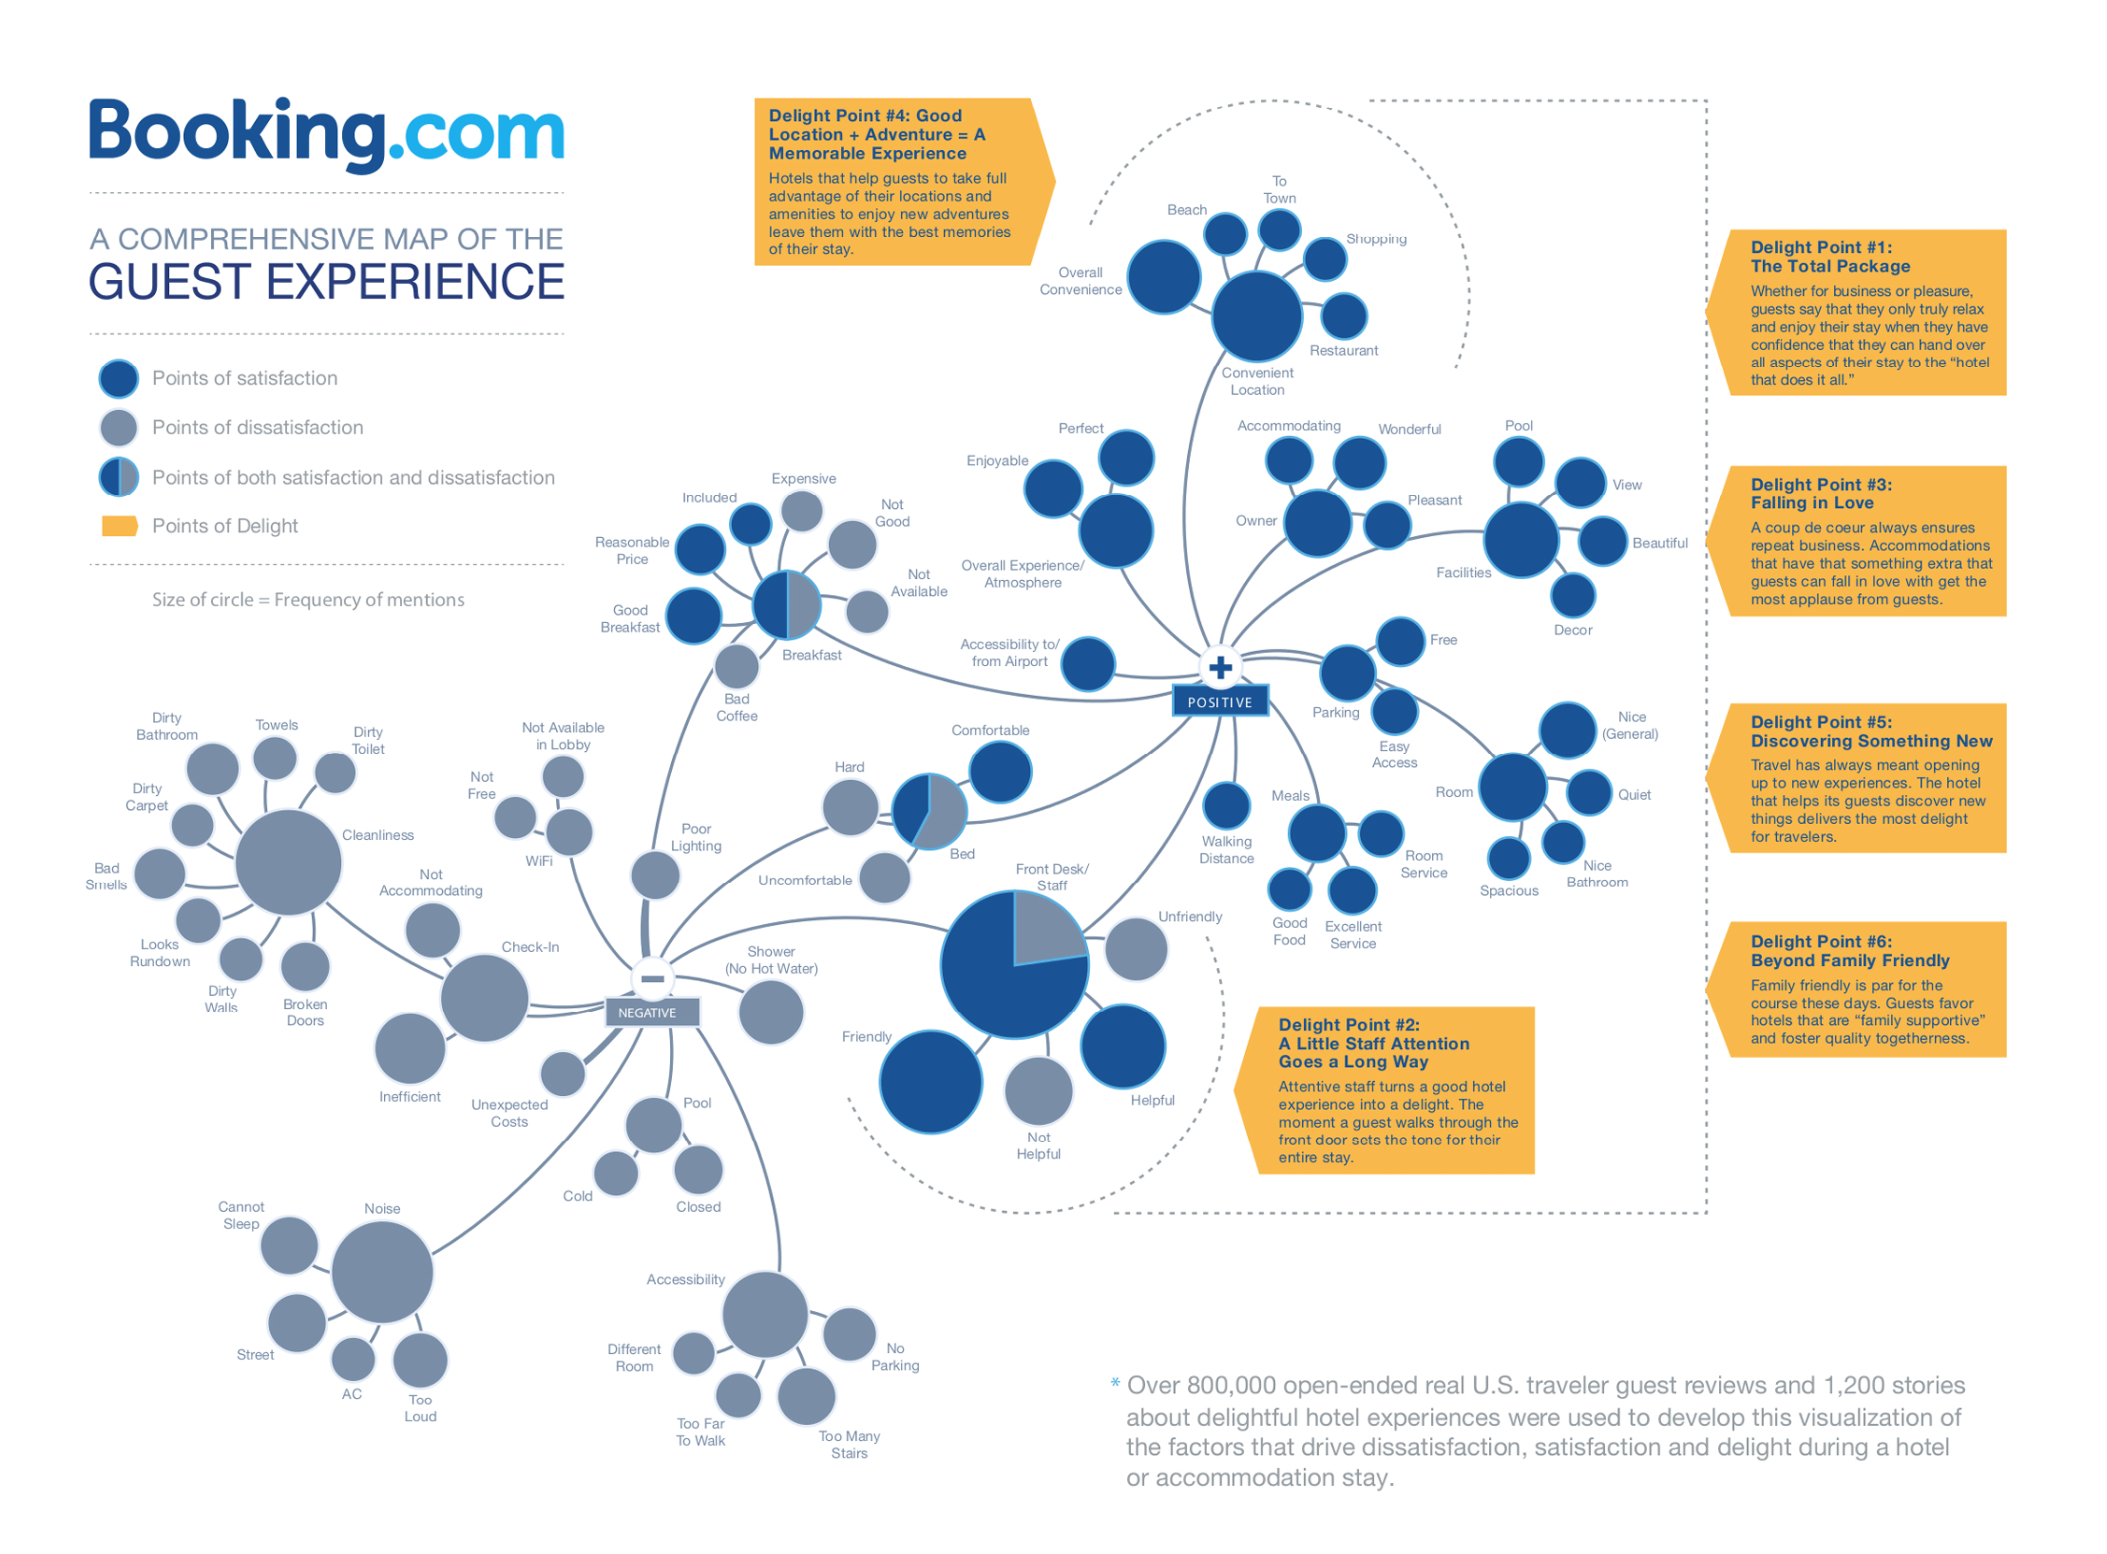 Booking.com
A COMPREHENSIVE MAP OF THE
GUEST EXPERIENCE
Points of satisfaction
Points of dissatisfaction
Points of both satisfaction and dissatisfaction
Points of Delight
Size of circle = Frequency of mentions
Delight Point #4: Good
Location + Adventure = A
Memorable Experience
Hotels that help guests to take full
advantage of their locations and
amenities to enjoy new adventures
leave them with the best memories
of their stay.
To
Town
Beach
Shopping
Overall
Convenience
Restaurant
Convenient
Location
Delight Point #1:
The Total Package
Whether for business or pleasure,
guests say that they only truly relax
and enjoy their stay when they have
confidence that they can hand over
all aspects of their stay to the “hotel
that does it all.”
Perfect
Enjoyable
Overall Experience/
Atmosphere
Accommodating
Wonderful
Pleasant
Owner
Pool
View
Beautiful
Facilities
Decor
Delight Point #3:
Falling in Love
A coup de coeur always ensures
repeat business. Accommodations
that have that something extra that
guests can fall in love with get the
most applause from guests.
Expensive
Included
Not
Good
Reasonable
Price
Not
Available
Good
Breakfast
Breakfast
Bad
Coffee
Accessibility to/
from Airport
POSITIVE
Free
Parking
Easy
Access
Nice
(General)
Room
Quiet
Nice
Bathroom
Spacious
Delight Point #5:
Discovering Something New
Travel has always meant opening
up to new experiences. The hotel
that helps its guests discover new
things delivers the most delight
for travelers.
Dirty
Bathroom
Towels
Dirty
Toilet
Dirty
Carpet
Cleanliness
Bad
Smells
Looks
Rundown
Dirty
Walls
Broken
Doors
Not Available
in Lobby
Not
Free
WiFi
Poor
Lighting
Hard
Comfortable
Bed
Uncomfortable
Walking
Distance
Meals
Room
Service
Good
Food
Excellent
Service
Not
Accommodating
Check-In
Inefficient
Shower
(No Hot Water)
NEGATIVE
Unexpected
Costs
Front Desk/
Staff
Unfriendly
Friendly
Helpful
Not
Helpful
Delight Point #6:
Beyond Family Friendly
Family friendly is par for the
course these days. Guests favor
hotels that are “family supportive”
and foster quality togetherness.
Delight Point #2:
A Little Staff Attention
Goes a Long Way
Attentive staff turns a good hotel
experience into a delight. The
moment a guest walks through the
front door sets the tone for their
entire stay.
Pool
Cold
Closed
Cannot
Sleep
Noise
Street
AC
Too
Loud
Accessibility
Different
Room
No
Parking
Too Far
To Walk
Too Many
Stairs
* Over 800,000 open-ended real U.S. traveler guest reviews and 1,200 stories
about delightful hotel experiences were used to develop this visualization of
the factors that drive dissatisfaction, satisfaction and delight during a hotel
or accommodation stay.